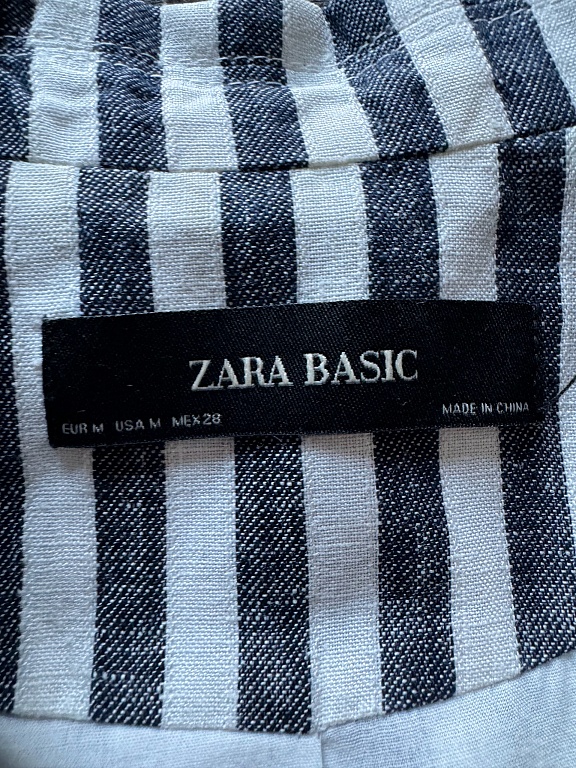 ZARA BASIC
EUR M USA M MEX 28
MADE IN CHINA